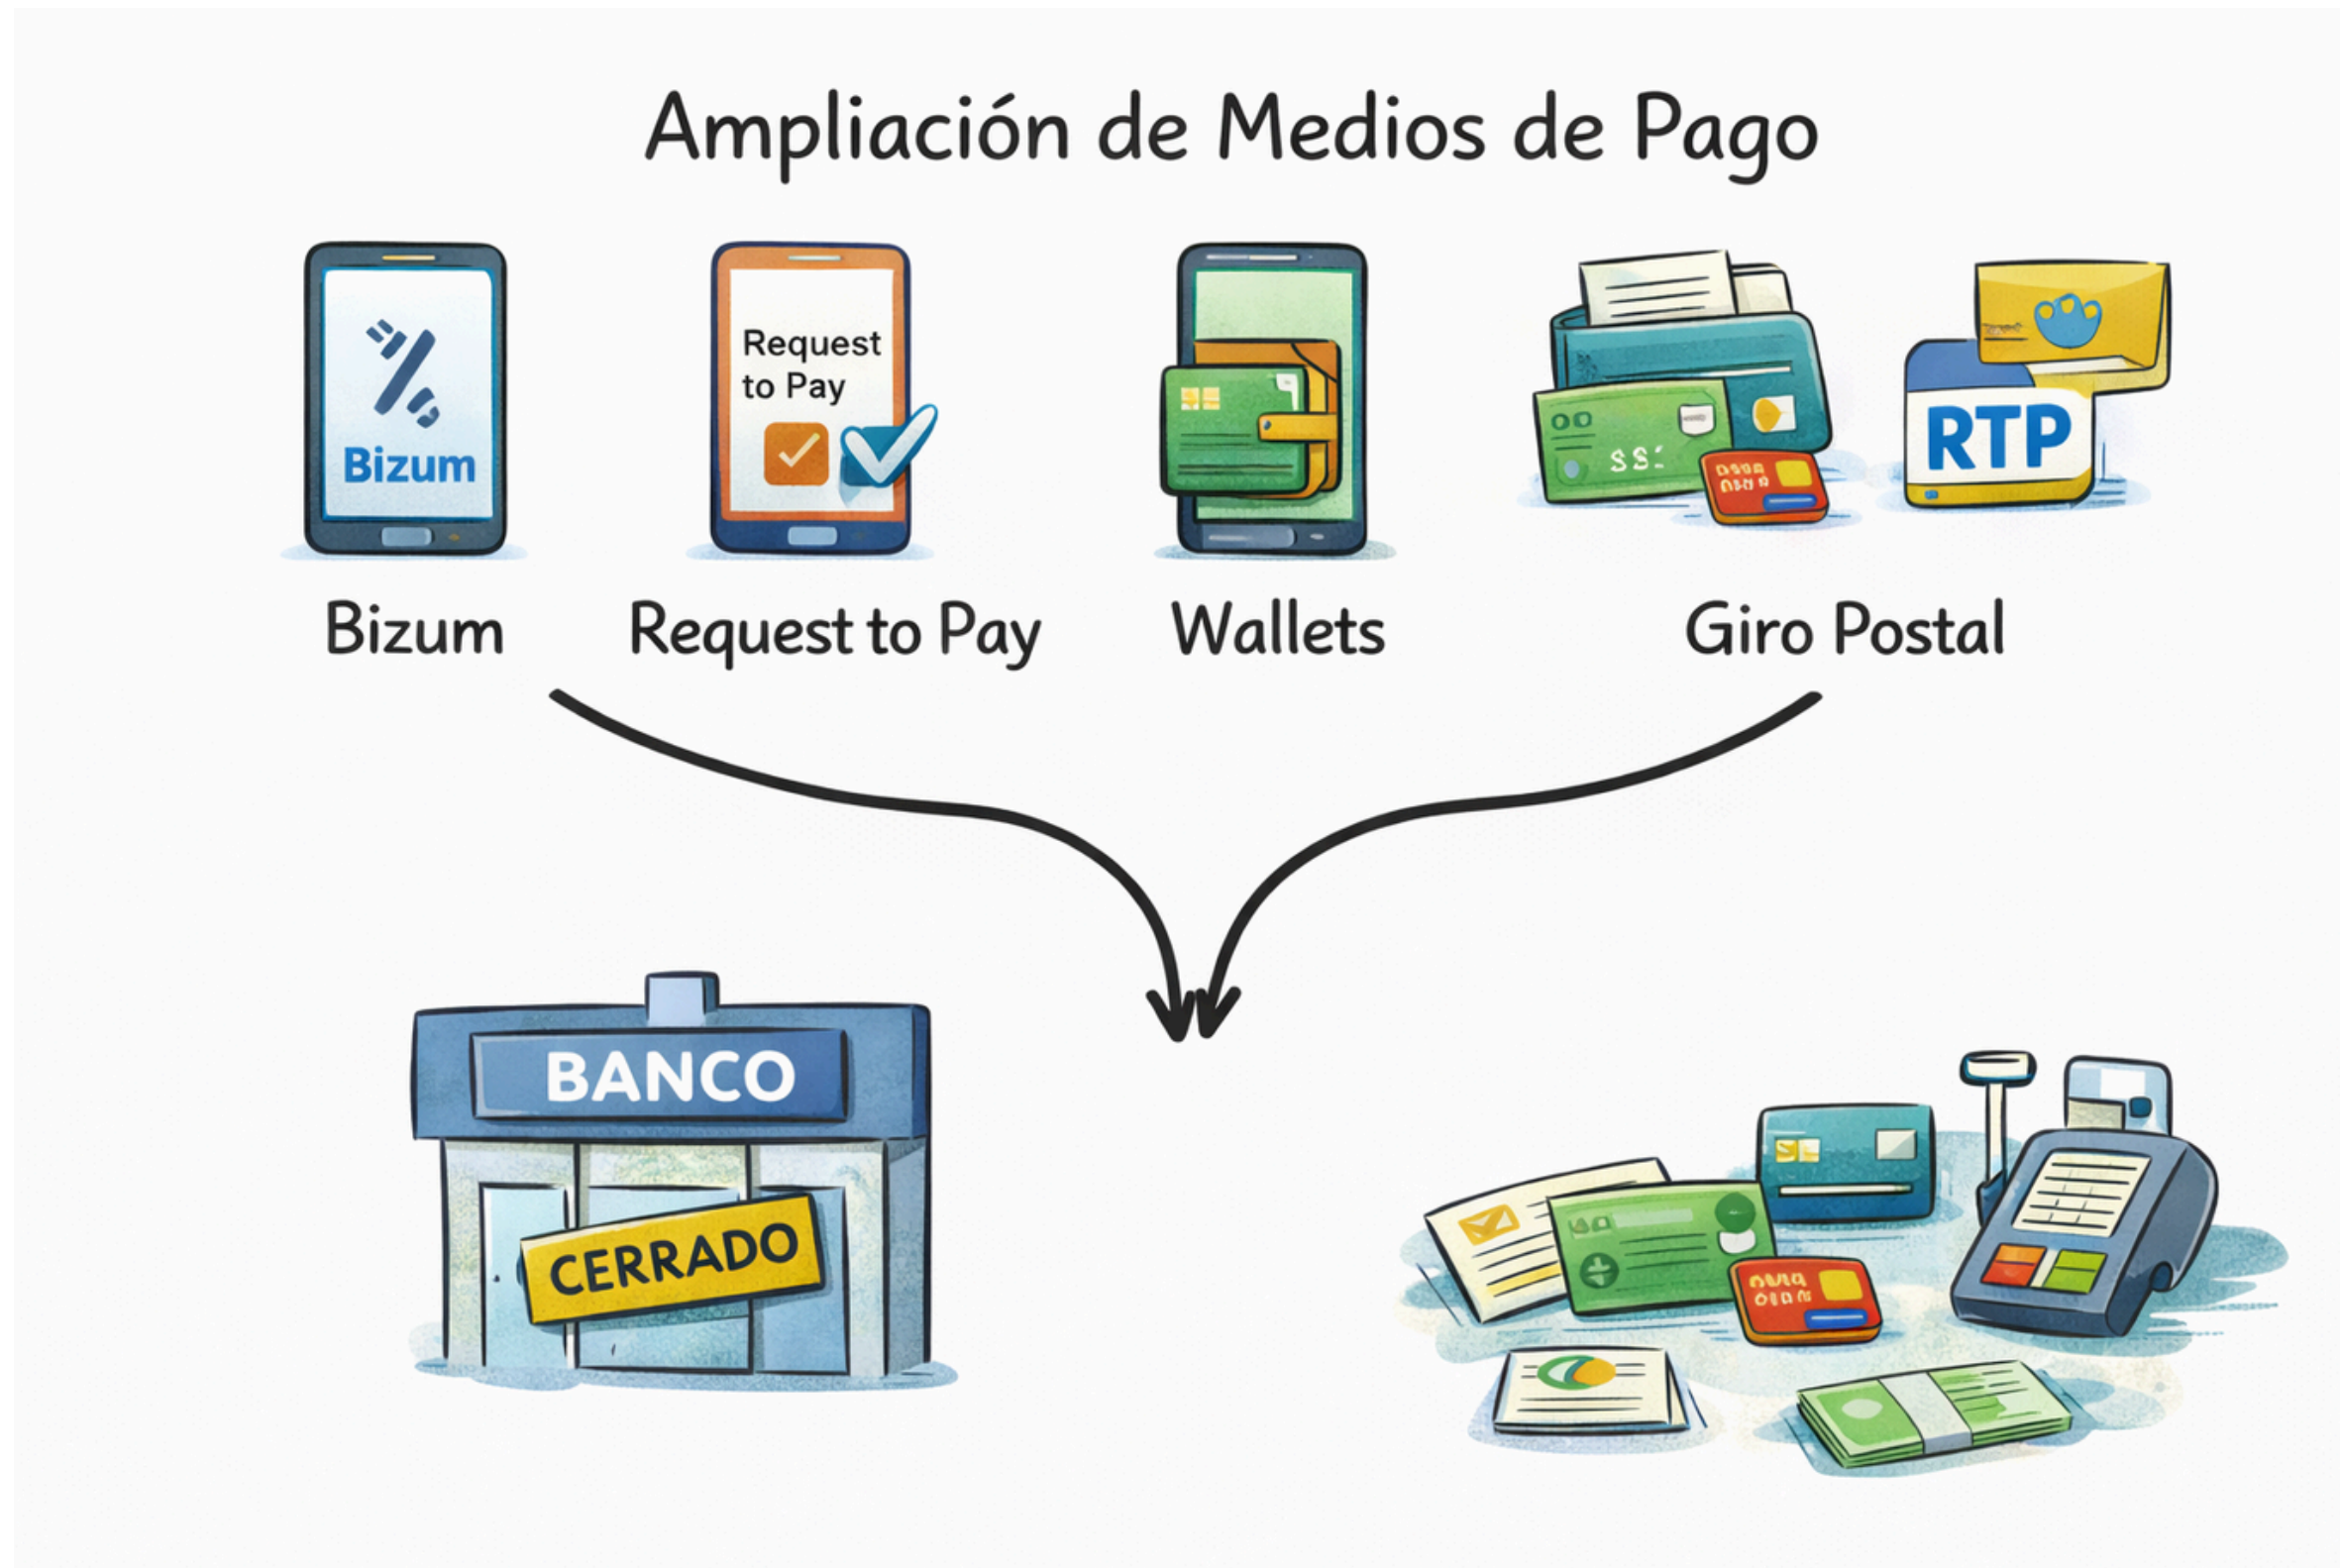 Ampliación de Medios de Pago
Bizum
Request
to Pay
RTP
Bizum
Request to Pay
Wallets
Giro Postal
BANCO
CERRADO